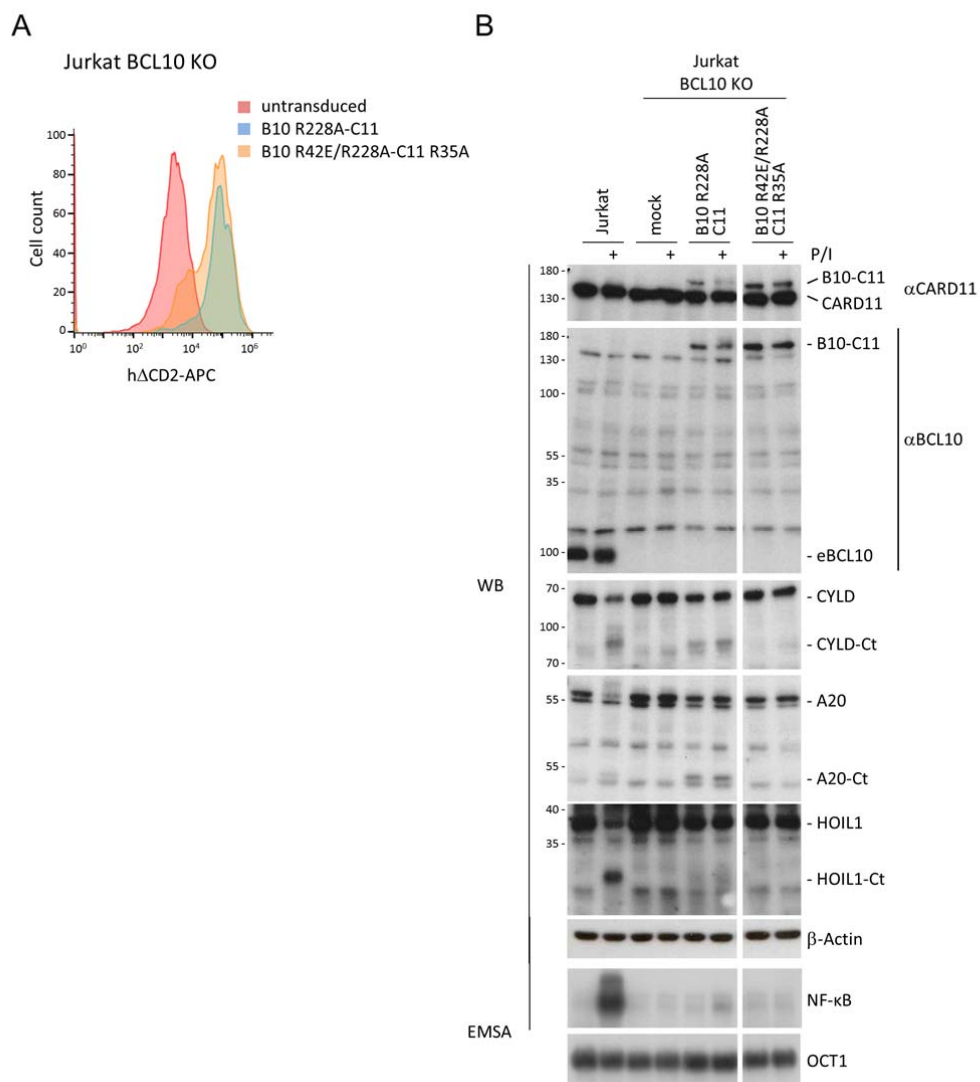 A
Jurkat BCL10 KO
untransduced
B10 R228A-C11
B10 R42E/R228A-C11 R35A
100
80
60
40
20
0
Cell count
10⁰
10²
10⁴
10⁶
hΔCD2-APC
B
Jurkat
BCL10 KO
Jurkat
mock
B10 R228A
C11
B10 R42E/R228A
C11 R35A
+ + + + P/I
180 -
130 -
B10-C11
CARD11
αCARD11
180 -
130 -
100 -
55 -
35 -
100 -
- B10-C11
- eBCL10
αBCL10
WB
70 -
100 -
70 -
- CYLD
- CYLD-Ct
55 -
55 -
- A20
- A20-Ct
40 -
35 -
- HOIL1
- HOIL1-Ct
β-Actin
NF-κB
EMSA
OCT1